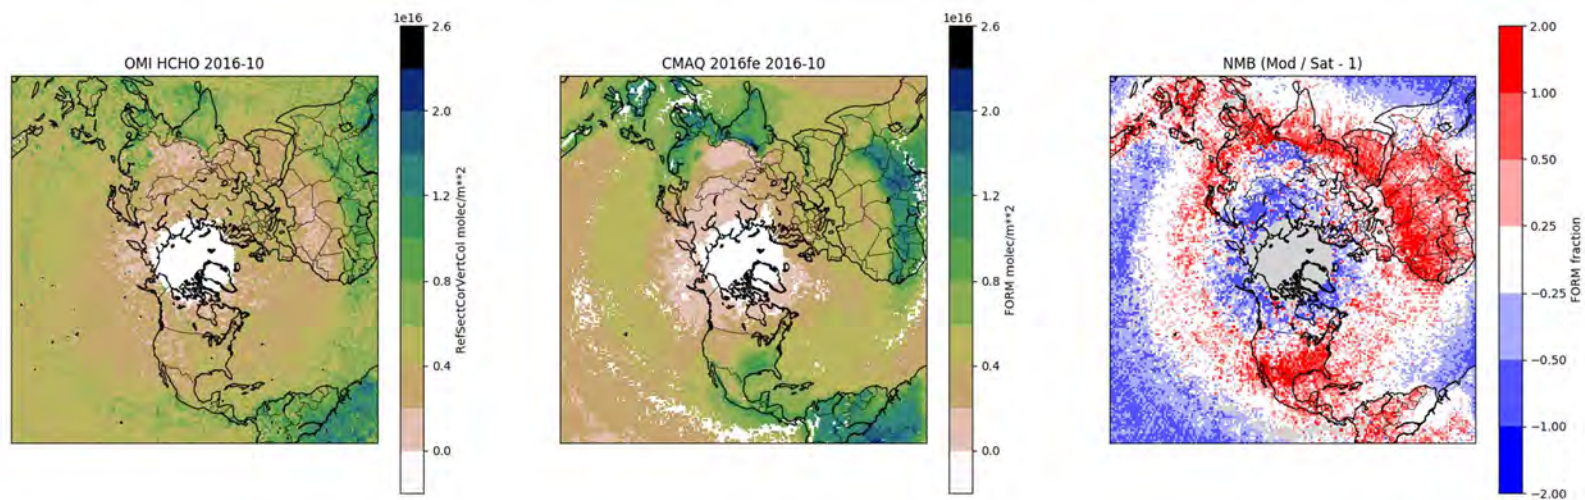 OMI HCHO 2016-10
1e16
2.6
2.0
1.2
0.8
0.4
0.0
RefSectcorVertCol molec/m**2
CMAQ 2016fe 2016-10
1e16
2.6
2.0
1.2
0.8
0.4
0.0
FORM molec/m**2
NMB (Mod / Sat - 1)
2.00
1.00
0.50
0.25
−0.25
−0.50
−1.00
−2.00
FORM fraction